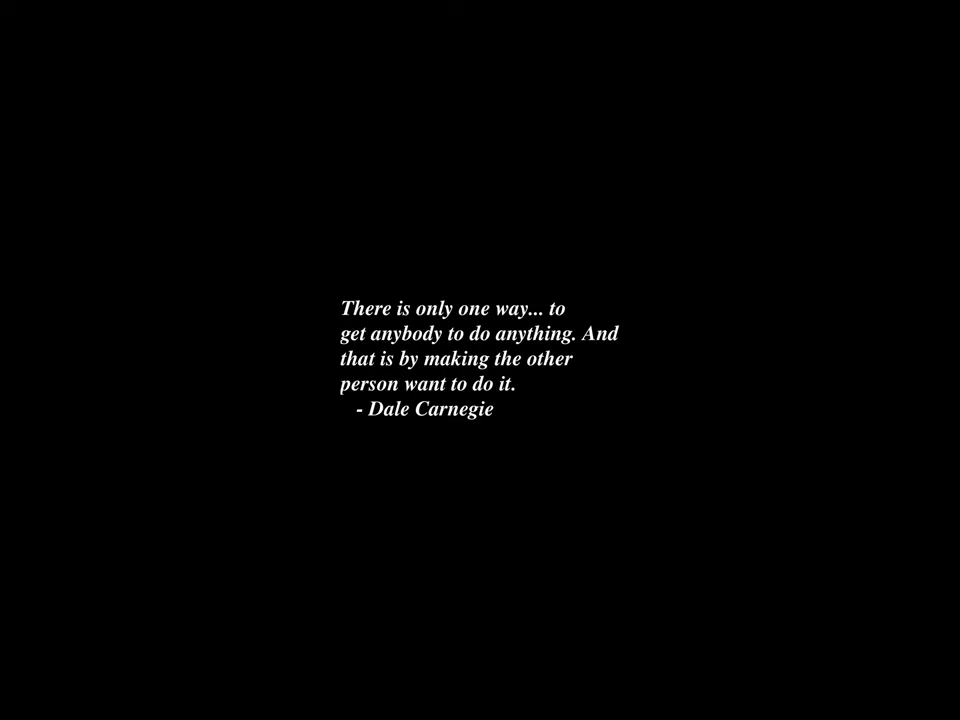 There is only one way... to
get anybody to do anything. And
that is by making the other
person want to do it.
- Dale Carnegie